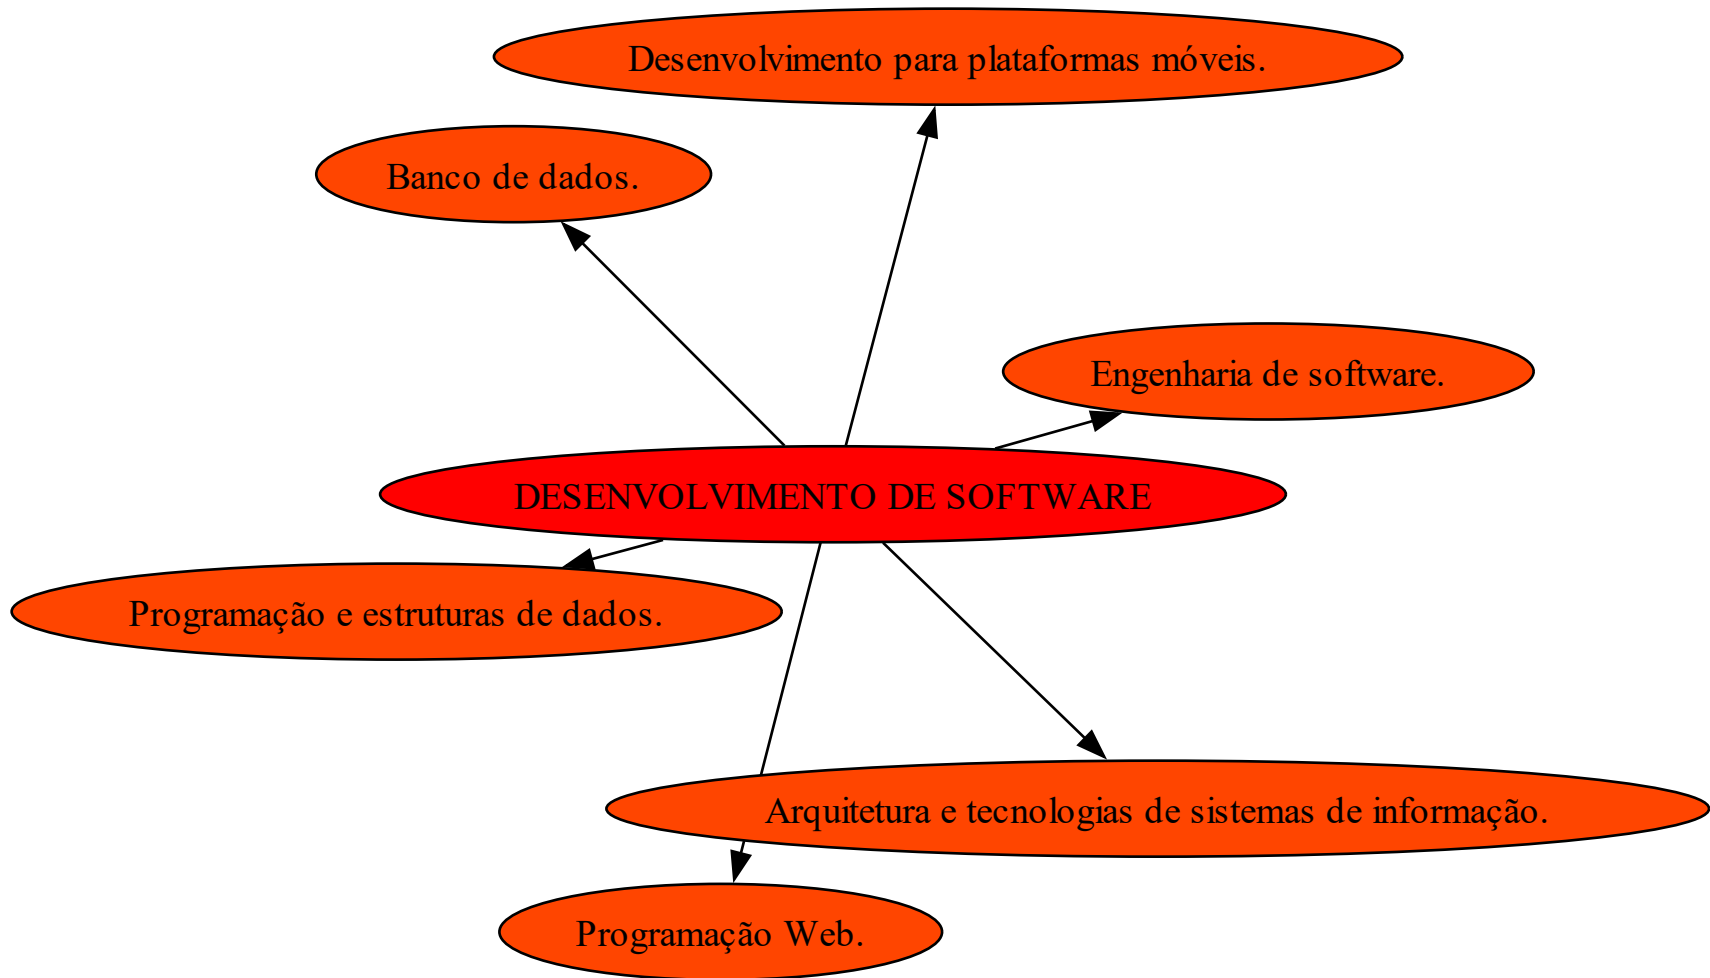 Desenvolvimento para plataformas móveis.
Banco de dados.
Engenharia de software.
DESENVOLVIMENTO DE SOFTWARE
Programação e estruturas de dados.
Arquitetura e tecnologias de sistemas de informação.
Programação Web.